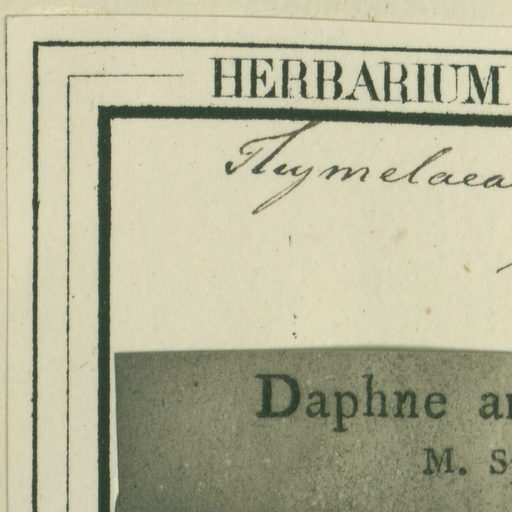 HERBARIUM
Thymelaea
Daphne
M.